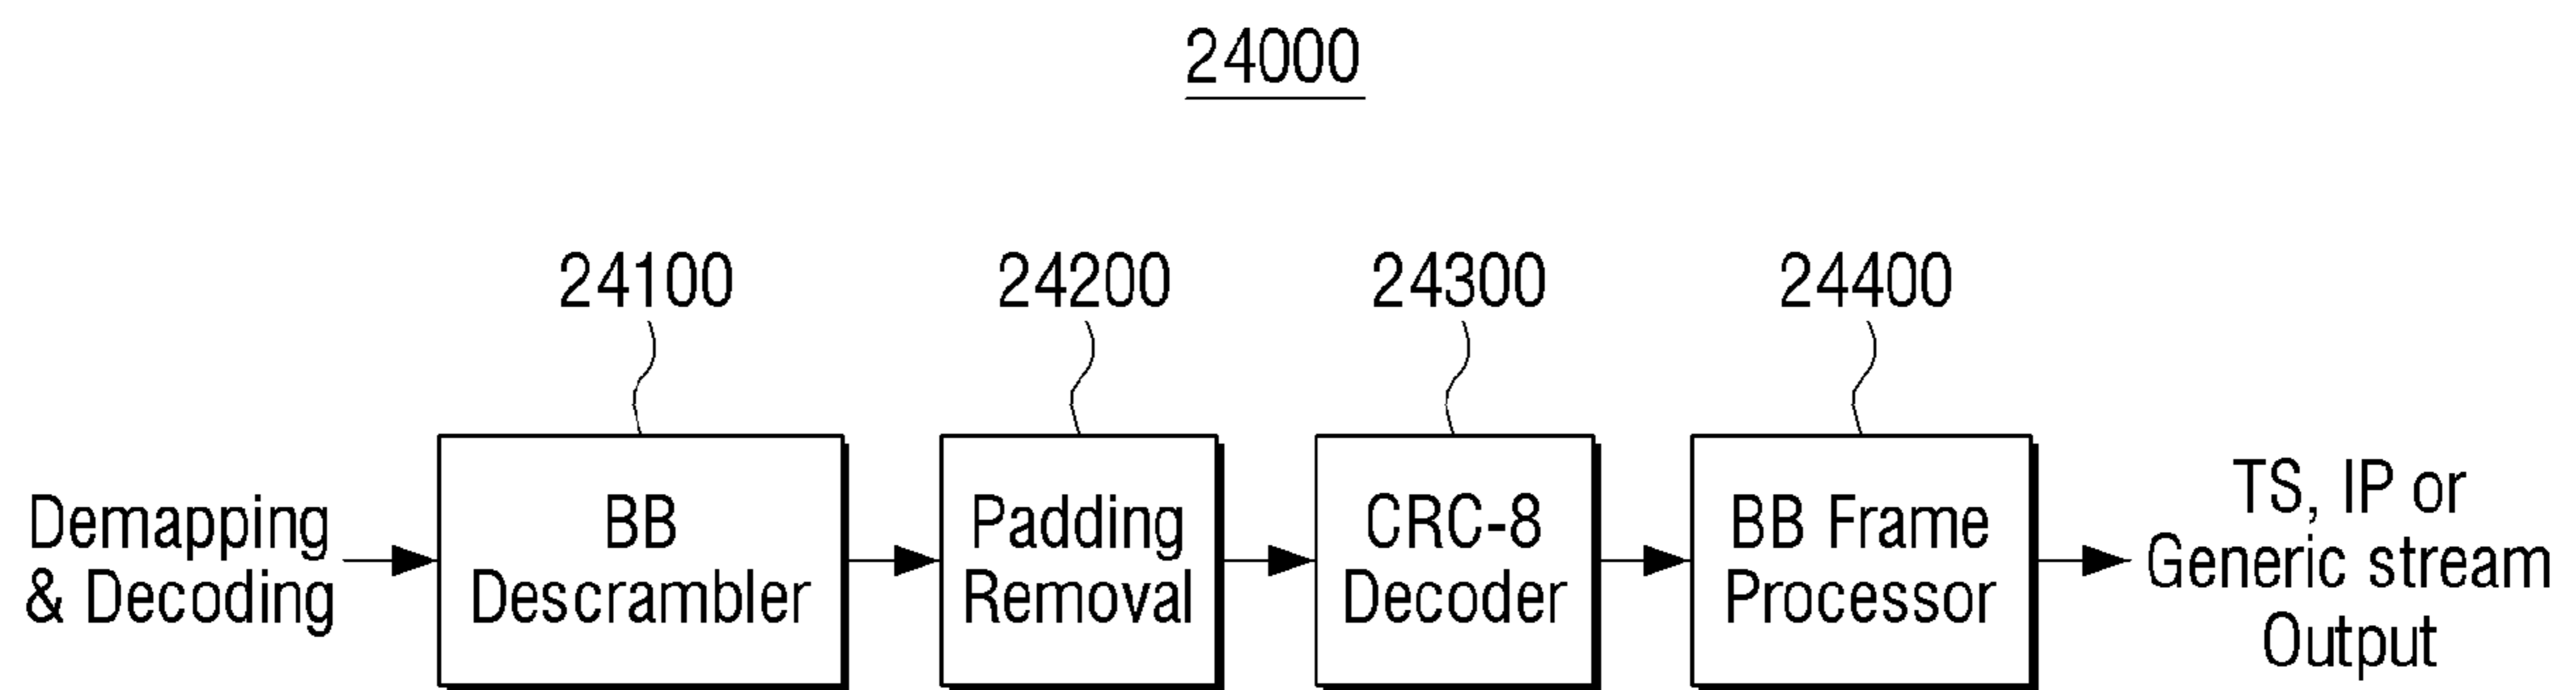 24000
24100
24200
24300
24400
Demapping
& Decoding
BB
Descrambler
Padding
Removal
CRC-8
Decoder
BB Frame
Processor
TS, IP or
Generic stream
Output